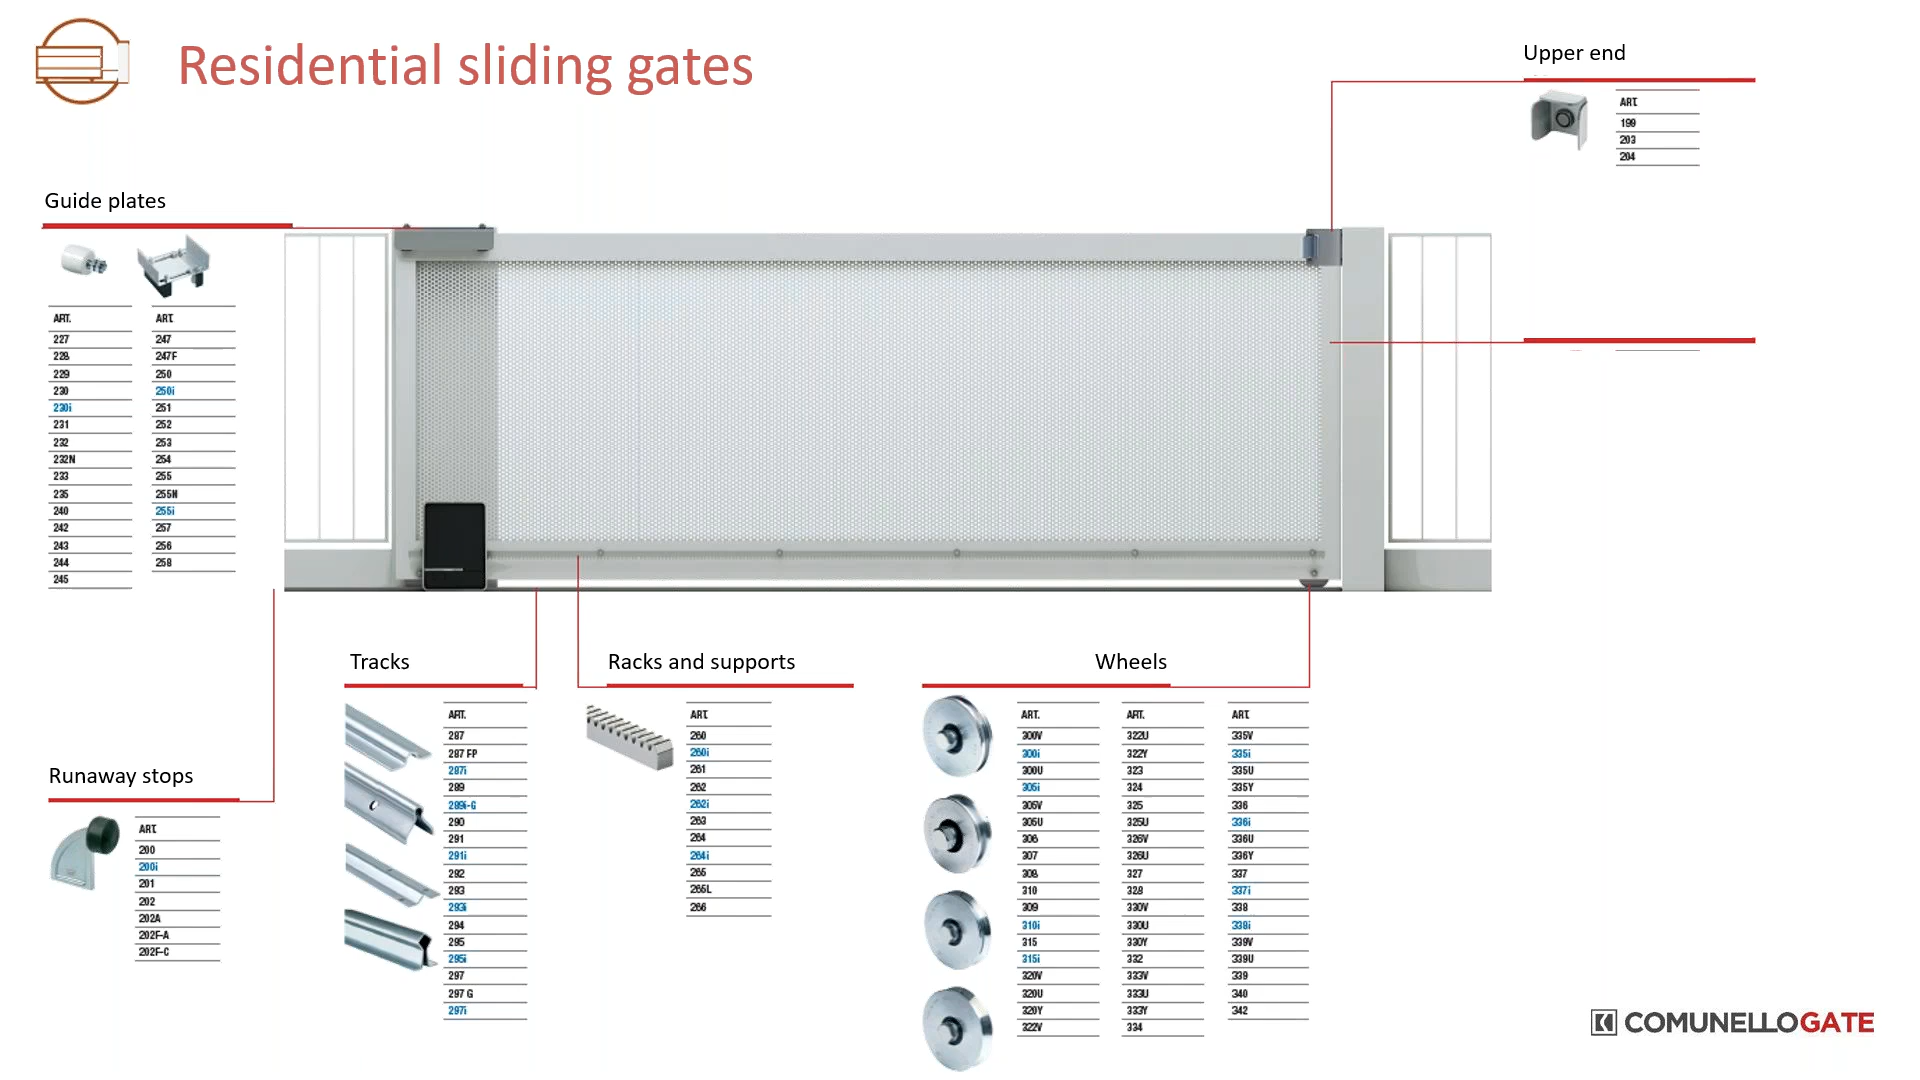 Residential sliding gates
Upper end
ART.
199
203
204
Guide plates
ART.
227
228
229
230
230i
231
232
232N
233
235
240
242
243
244
245
ART.
247
247F
250
250i
251
252
253
254
255
255N
255i
257
256
258
Tracks
ART.
287
287 FP
287i
289
289i-G
290
291
291i
292
293
293i
294
295
295i
297
297 G
297i
Racks and supports
ART.
260
260i
261
262
262i
263
264
264i
265
265L
266
Wheels
ART.
300V
300i
300U
305i
305V
305U
306
307
308
310
309
310i
315
315i
320V
320U
320Y
322V
ART.
322U
322Y
323
324
325
325U
326V
326U
327
328
330V
330U
330Y
332
333V
333U
333Y
334
ART.
335V
335i
335U
335Y
336
336i
336U
336Y
337
337i
338
338i
339V
339U
339
340
342
Runaway stops
ART.
200
200i
201
202
202A
202F-A
202F-C
COMUNELLOGATE